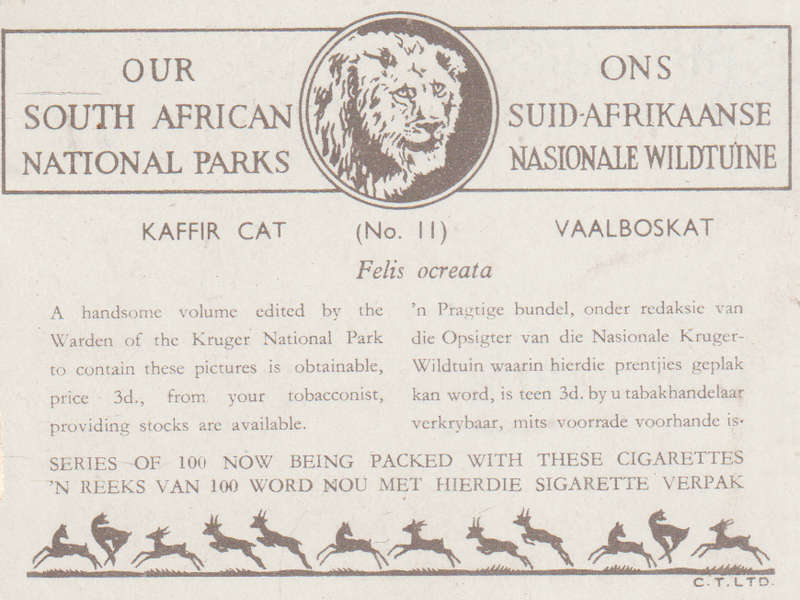 OUR
SOUTH AFRICAN
NATIONAL PARKS
ONS
SUID-AFRIKAANSE
NASIONALE WILDTUINE
KAFFIR CAT (No. 11) VAALBOSKAT
Felis ocreata
A handsome volume edited by the
Warden of the Kruger National Park
to contain these pictures is obtainable,
price 3d., from your tobacconist,
providing stocks are available.
'n Pragtige bundel, onder redaksie van
die Opsigter van die Nasionale Kruger-
Wildtuin waarin hierdie prentjies geplak
kan word, is teen 3d. by u tabakhandelaar
verkrybaar, mits voorrade voorhande is.
SERIES OF 100 NOW BEING PACKED WITH THESE CIGARETTES
'N REEKS VAN 100 WORD NOU MET HIERDIE SIGARETTE VERPAK
C.T. LTD.